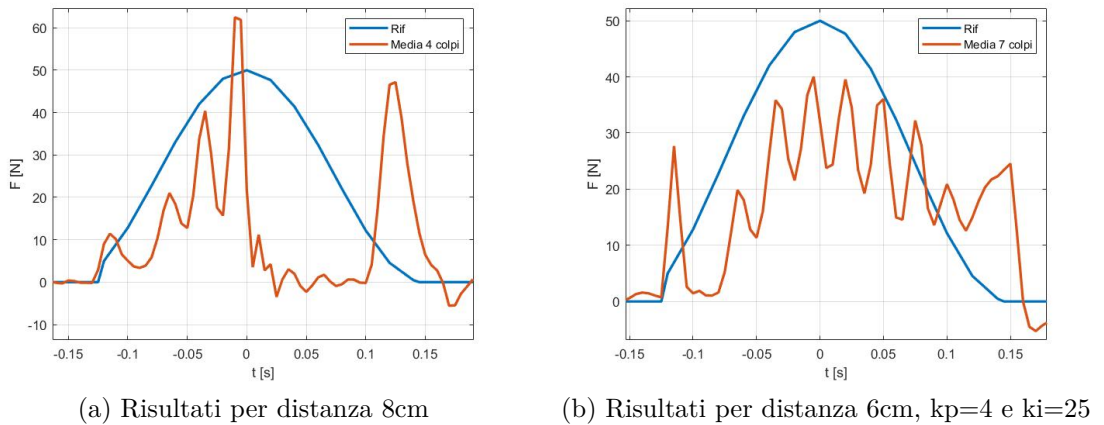 60
50
40
30
20
10
0
-10
F [N]
-0.15 -0.1 -0.05 0 0.05 0.1 0.15
t [s]
Rif
Media 4 colpi
(a) Risultati per distanza 8cm
50
40
30
20
10
0
F [N]
-0.15 -0.1 -0.05 0 0.05 0.1 0.15
t [s]
Rif
Media 7 colpi
(b) Risultati per distanza 6cm, kp=4 e ki=25